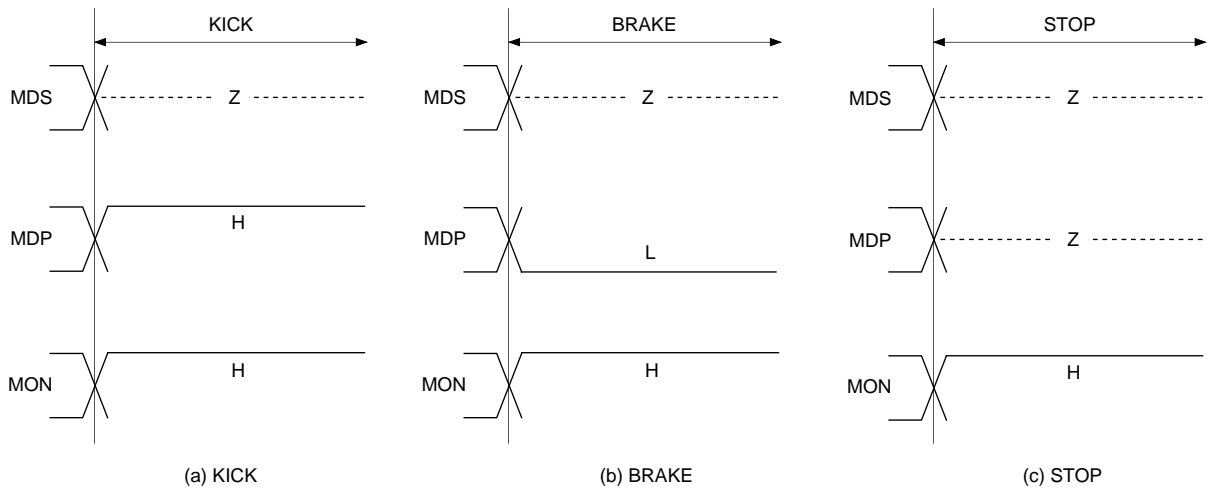 KICK
MDS
Z
MDP
H
MON
H
(a) KICK
BRAKE
MDS
Z
MDP
L
MON
H
(b) BRAKE
STOP
MDS
Z
MDP
Z
MON
H
(c) STOP